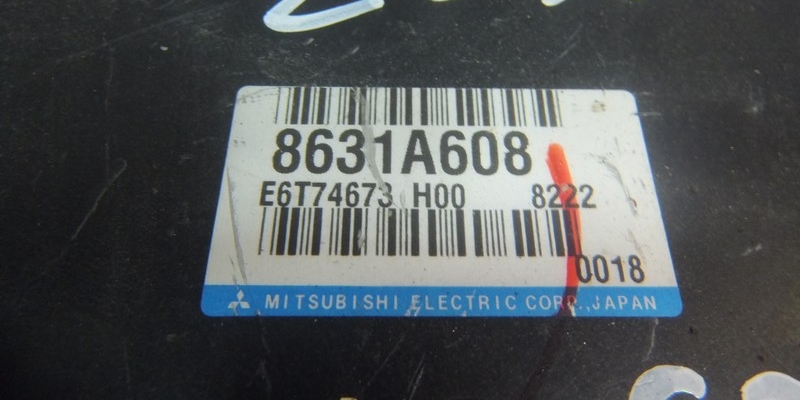 8631A608
E6T74673 H00 8222
0018
MITSUBISHI ELECTRIC CORP.,JAPAN